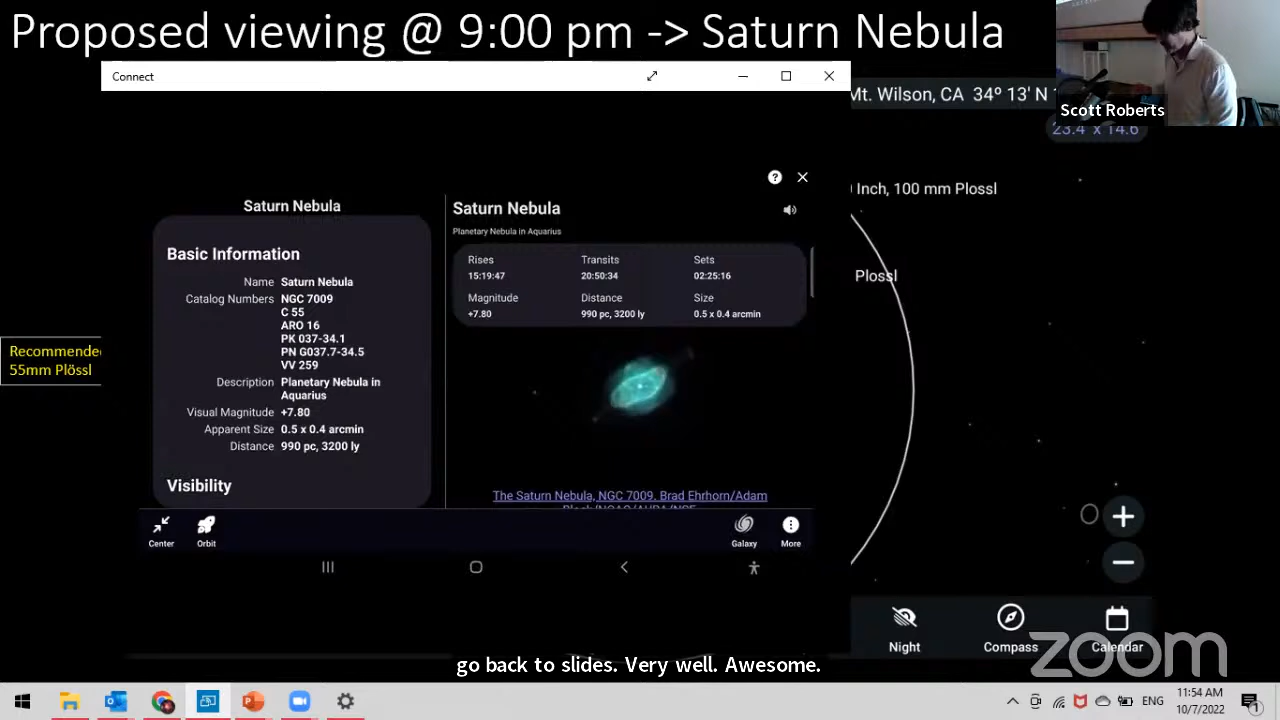 Proposed viewing @ 9:00 pm -> Saturn Nebula
Connect
Mt. Wilson, CA 34º 13' N
Scott Roberts
23.4 x 14.6
Inch, 100 mm Plossl
Plossl
Saturn Nebula
Basic Information
Name Saturn Nebula
Catalog Numbers NGC 7009
C 55
ARO 16
PK 037-34.1
PN G037.7-34.5
VV 259
Description Planetary Nebula in
Aquarius
Visual Magnitude +7.80
Apparent Size 0.5 x 0.4 arcmin
Distance 990 pc, 3200 ly
Visibility
Saturn Nebula
Planetary Nebula in Aquarius
Rises Transits Sets
15:19:47 20:50:34 02:25:16
Magnitude Distance Size
+7.80 990 pc, 3200 ly 0.5 x 0.4 arcmin
The Saturn Nebula, NGC 7009. Brad Ehrhorn/Adam
Recommended
55mm Plössl
Center Orbit Galaxy More
Night Compass Calendar
zoom
go back to slides. Very well. Awesome.
ENG
11:54 AM
10/7/2022